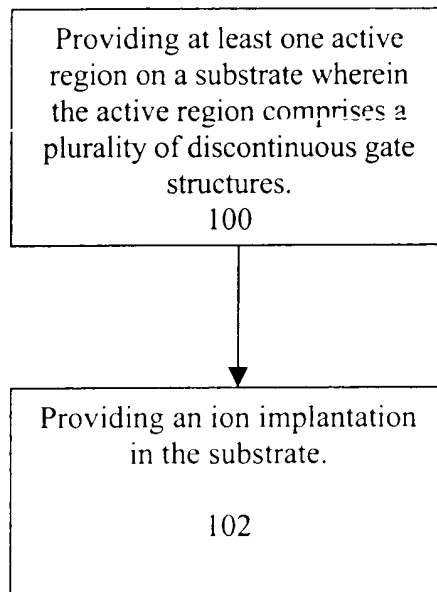 Providing at least one active
region on a substrate wherein
the active region comprises a
plurality of discontinuous gate
structures.
100
Providing an ion implantation
in the substrate.
102